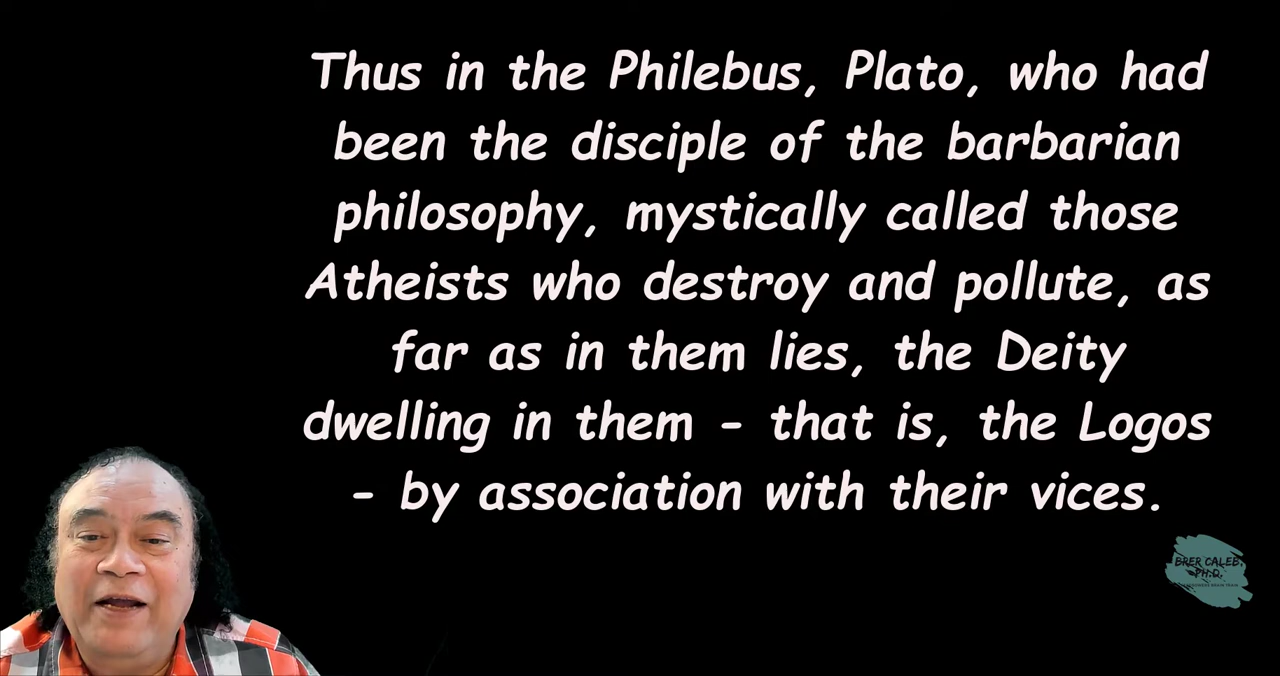 Thus in the Philebus, Plato, who had
been the disciple of the barbarian
philosophy, mystically called those
Atheists who destroy and pollute, as
far as in them lies, the Deity
dwelling in them - that is, the Logos
- by association with their vices.
BRER CALEB,
PH.D.